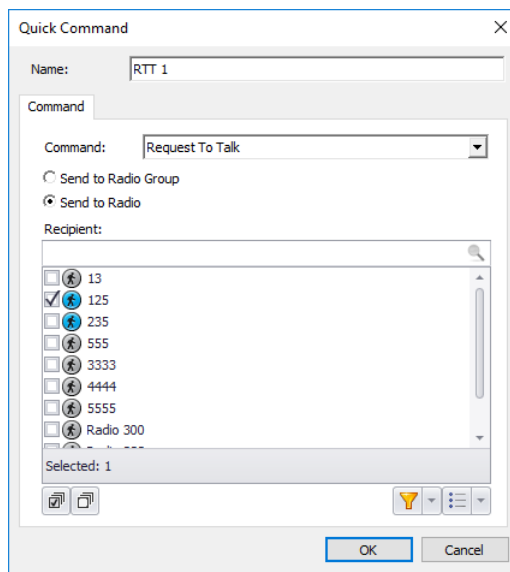 Quick Command
Name: RTT 1
Command
Command: Request To Talk
Send to Radio Group
Send to Radio
Recipient:
13
125
235
555
3333
4444
5555
Radio 300
Selected: 1
OK Cancel